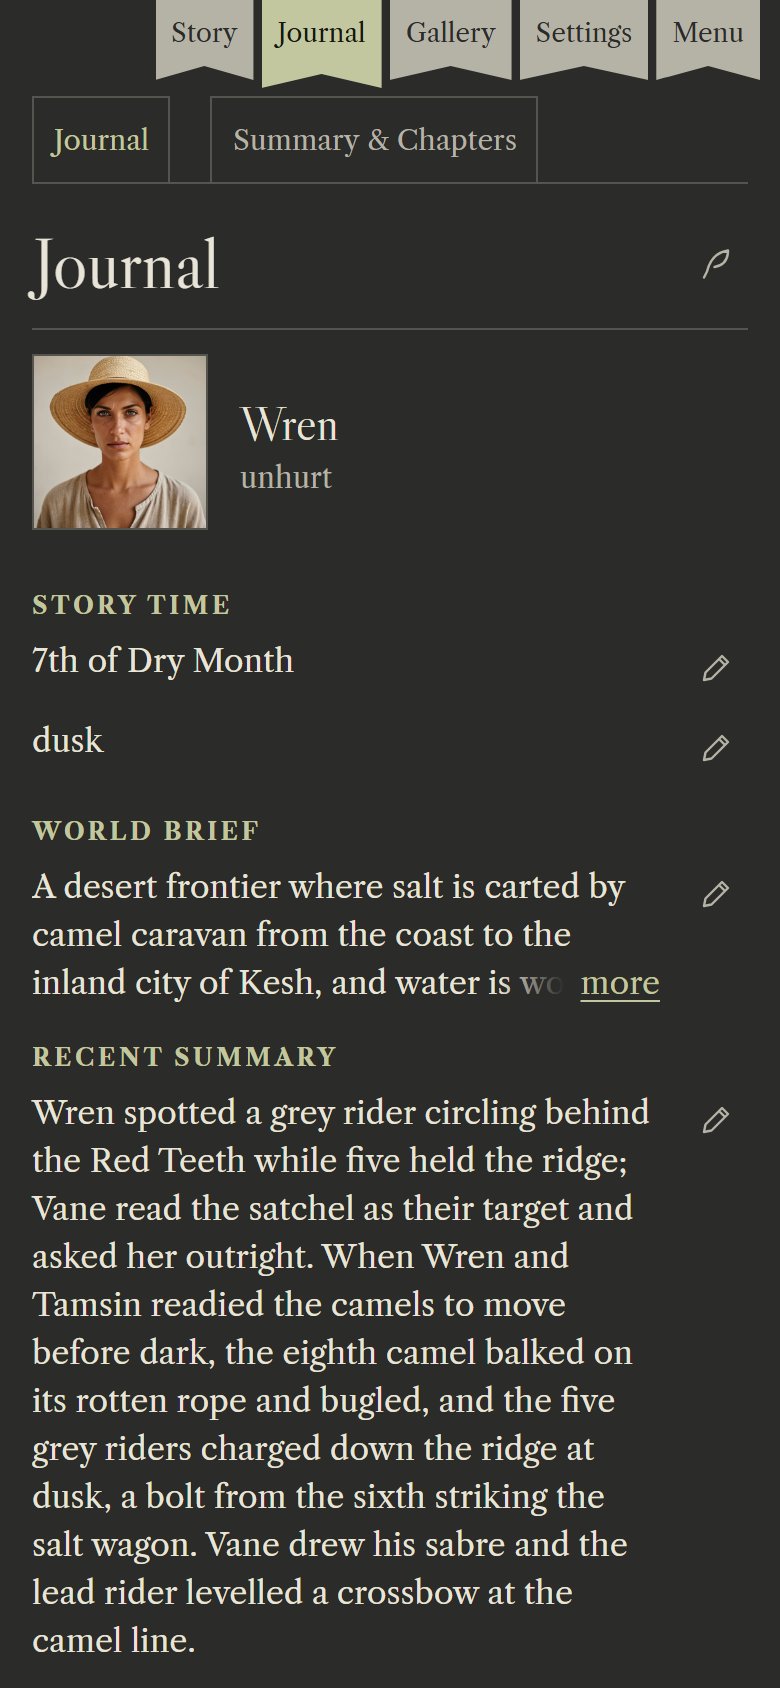 Story Journal Gallery Settings Menu
Journal Summary & Chapters
Journal
Wren
unhurt
STORY TIME
7th of Dry Month
dusk
WORLD BRIEF
A desert frontier where salt is carted by
camel caravan from the coast to the
inland city of Kesh, and water is more
RECENT SUMMARY
Wren spotted a grey rider circling behind
the Red Teeth while five held the ridge;
Vane read the satchel as their target and
asked her outright. When Wren and
Tamsin readied the camels to move
before dark, the eighth camel balked on
its rotten rope and bugled, and the five
grey riders charged down the ridge at
dusk, a bolt from the sixth striking the
salt wagon. Vane drew his sabre and the
lead rider levelled a crossbow at the
camel line.